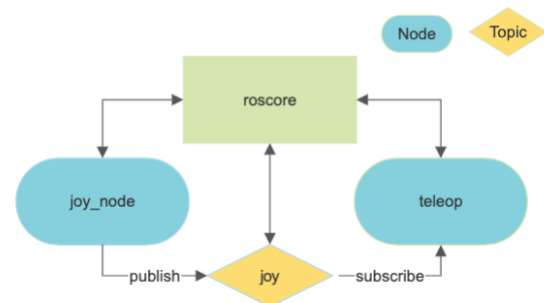 Node
Topic
roscore
joy_node
teleop
publish
joy
subscribe